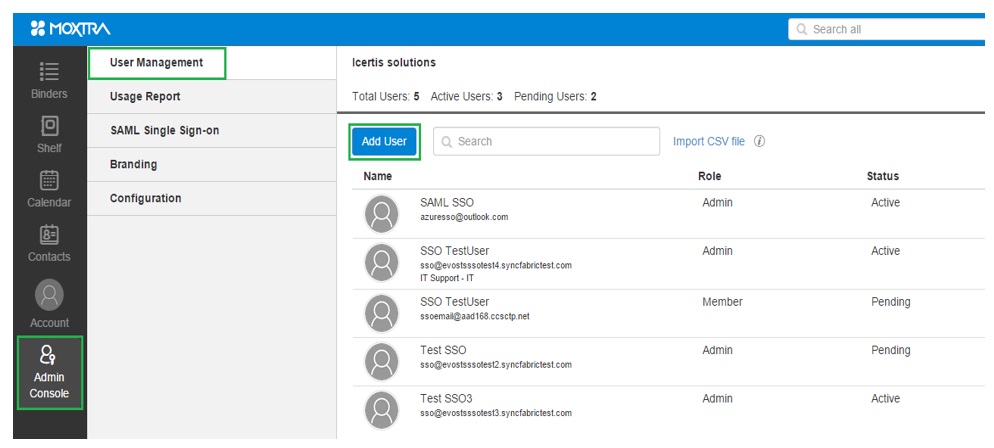 MOXTRA
Search all
Binders
Shelf
Calendar
Contacts
Account
Admin
Console
User Management
Usage Report
SAML Single Sign-on
Branding
Configuration
Icertis solutions
Total Users: 5 Active Users: 3 Pending Users: 2
Add User
Search
Import CSV file
Name Role Status
SAML SSO Admin Active
azuresso@outlook.com
SSO TestUser Admin Active
sso@evostsssotest4.syncfabrictest.com
IT Support - IT
SSO TestUser Member Pending
ssoemail@aad168.ccsctp.net
Test SSO Admin Pending
sso@evostsssotest2.syncfabrictest.com
Test SSO3 Admin Active
sso@evostsssotest3.syncfabrictest.com